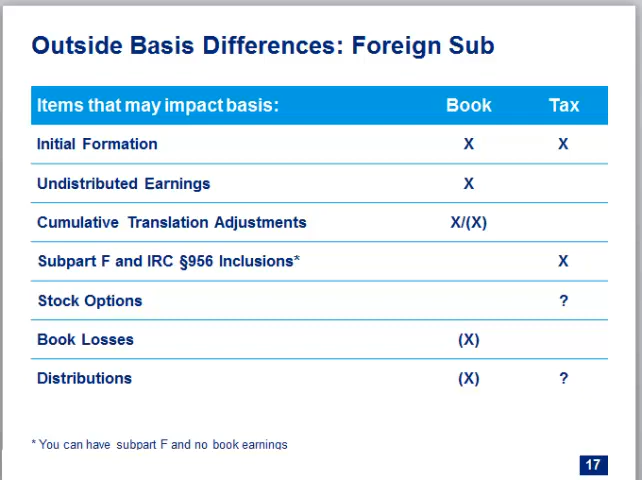 Outside Basis Differences: Foreign Sub
Items that may impact basis: Book Tax
Initial Formation X X
Undistributed Earnings X
Cumulative Translation Adjustments X/(X)
Subpart F and IRC §956 Inclusions* X
Stock Options ?
Book Losses (X)
Distributions (X) ?
* You can have subpart F and no book earnings
17